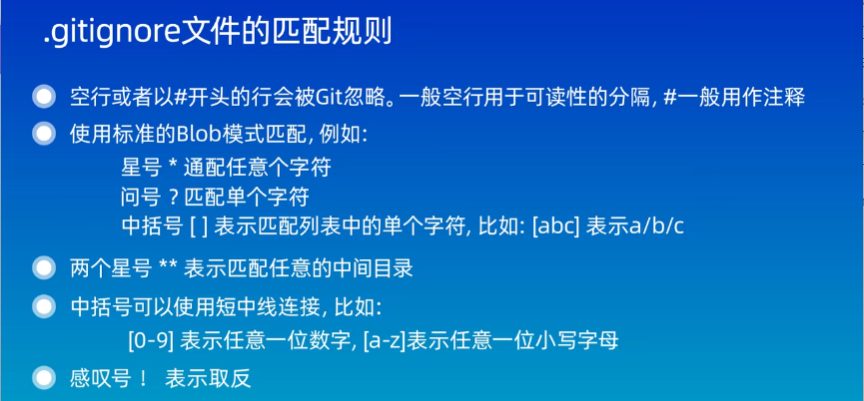 .gitignore文件的匹配规则
空行或者以#开头的行会被Git忽略。一般空行用于可读性的分隔, #一般用作注释
使用标准的Blob模式匹配, 例如:
星号 * 通配任意个字符
问号 ? 匹配单个字符
中括号 [ ] 表示匹配列表中的单个字符, 比如: [abc] 表示a/b/c
两个星号 ** 表示匹配任意的中间目录
中括号可以使用短中线连接, 比如:
[0-9] 表示任意一位数字, [a-z]表示任意一位小写字母
感叹号 ！ 表示取反